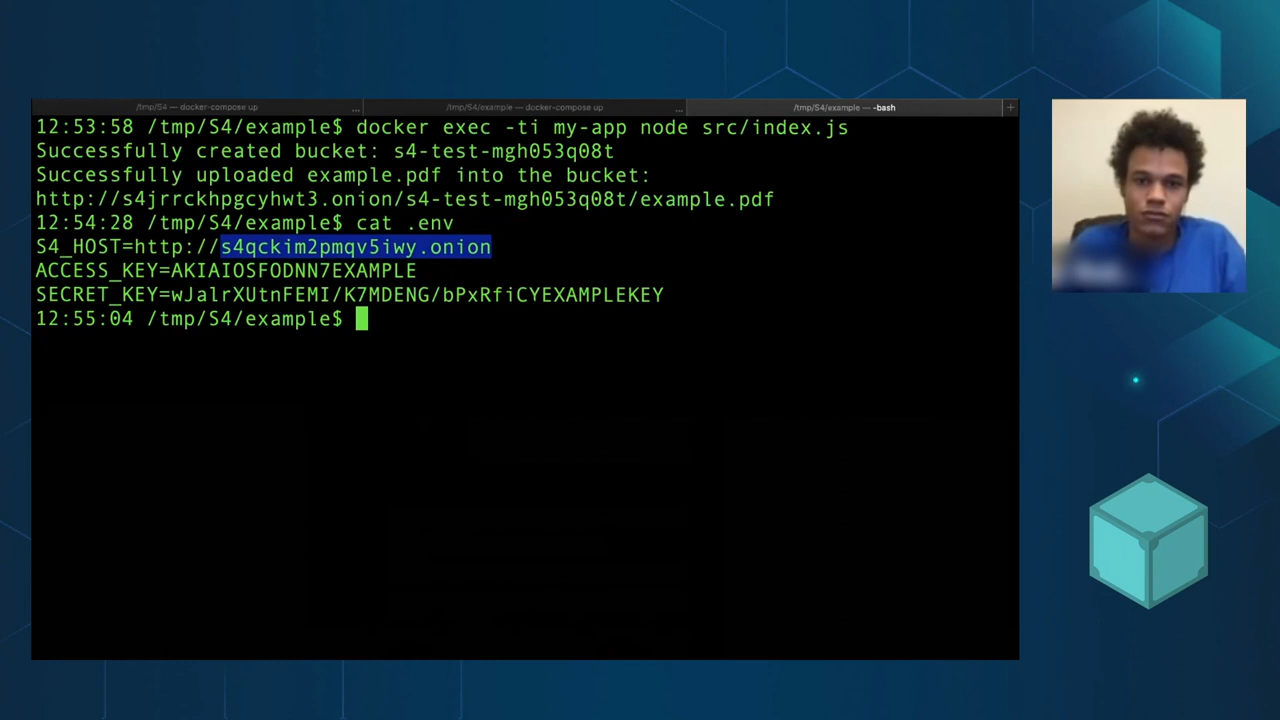 /tmp/S4 — docker-compose up
...
/tmp/S4/example — docker-compose up
...
/tmp/S4/example — -bash
+
12:53:58 /tmp/S4/example$ docker exec -ti my-app node src/index.js
Successfully created bucket: s4-test-mgh053q08t
Successfully uploaded example.pdf into the bucket:
http://s4jrrckhpgcyhwt3.onion/s4-test-mgh053q08t/example.pdf
12:54:28 /tmp/S4/example$ cat .env
S4_HOST=http://s4qckim2pmqv5iwy.onion
ACCESS_KEY=AKIAIOSFODNN7EXAMPLE
SECRET_KEY=wJalrXUtnFEMI/K7MDENG/bPxRfiCYEXAMPLEKEY
12:55:04 /tmp/S4/example$